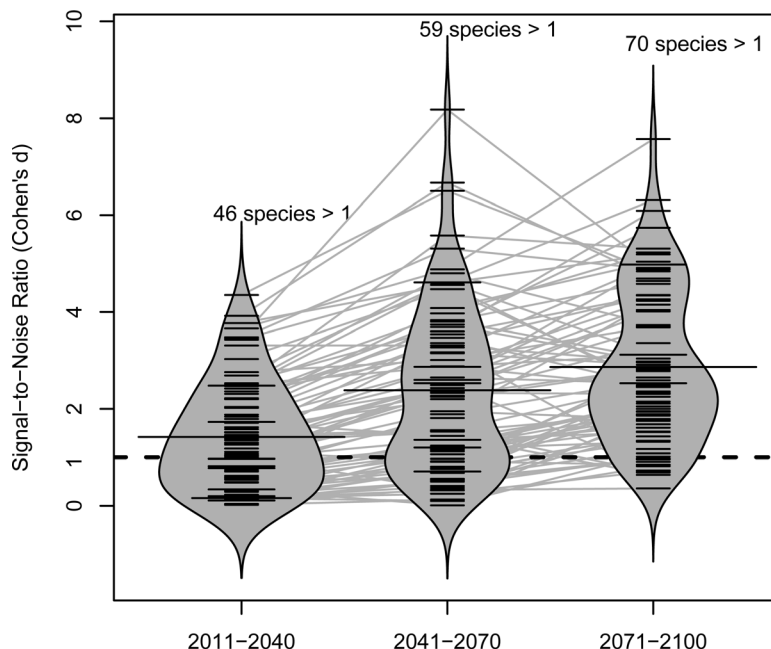 59 species > 1
70 species > 1
46 species > 1
Signal−to−Noise Ratio (Cohen's d)
10
8
6
4
2
1
0
2011−2040
2041−2070
2071−2100